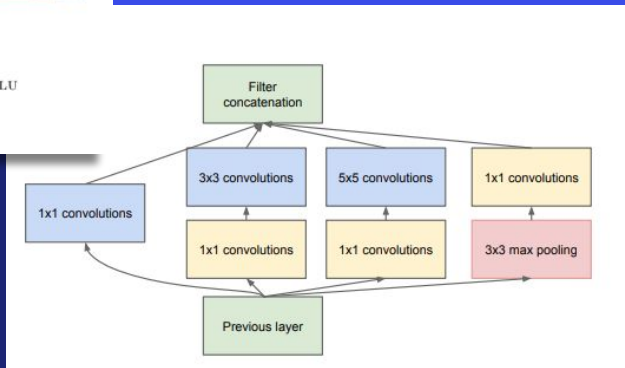 LU
Filter
concatenation
3x3 convolutions
5x5 convolutions
1x1 convolutions
1x1 convolutions
1x1 convolutions
1x1 convolutions
3x3 max pooling
Previous layer